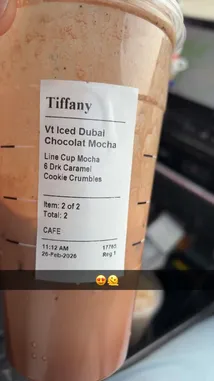 Tiffany
Vt Iced Dubai
Chocolat Mocha
Line Cup Mocha
6 Drk Caramel
Cookie Crumbles
Item: 2 of 2
Total: 2
CAFE
11:12 AM
26-Feb-2026
Reg 1